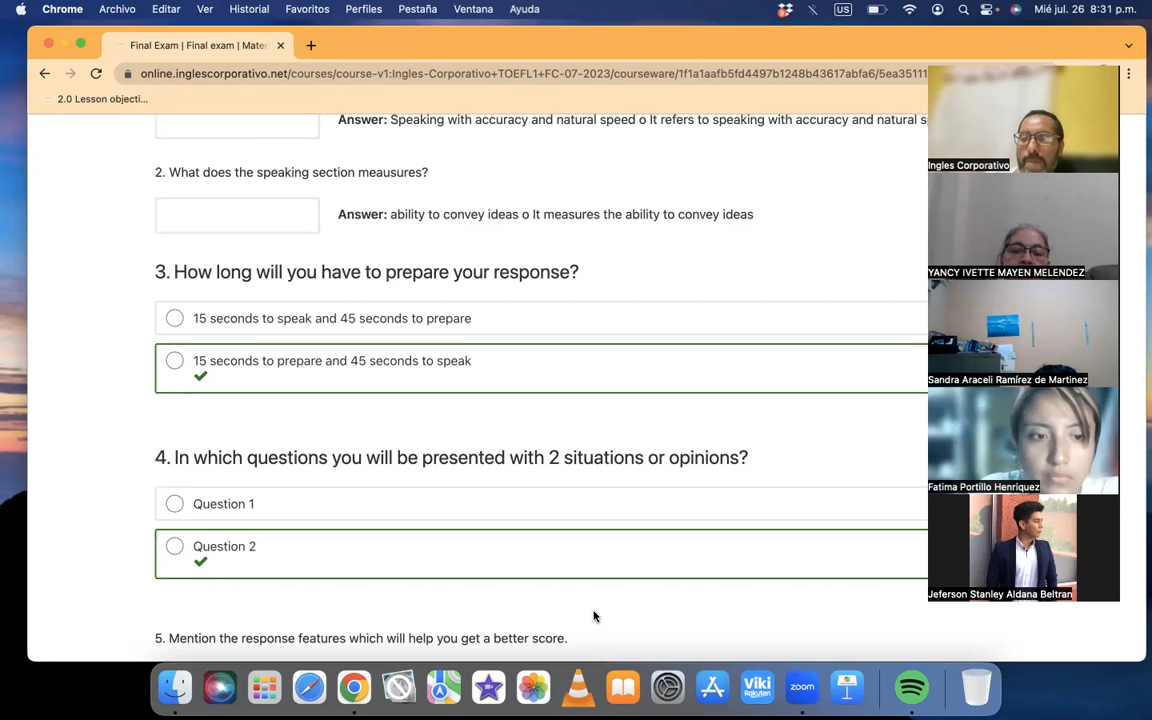 Chrome Archivo Editar Ver Historial Favoritos Perfiles Pestaña Ventana Ayuda US Mié jul. 26 8:31 p.m.
Final Exam | Final exam | Mater
online.inglescorporativo.net/courses/course-v1:Ingles-Corporativo+TOEFL1+FC-07-2023/courseware/1f1a1aafb5fd4497b1248b43617abfa6/5ea35111
2.0 Lesson objecti...
Answer: Speaking with accuracy and natural speed o It refers to speaking with accuracy and natural s
Ingles Corporativo
2. What does the speaking section meausures?
Answer: ability to convey ideas o It measures the ability to convey ideas
3. How long will you have to prepare your response?
YANCY IVETTE MAYEN MELENDEZ
15 seconds to speak and 45 seconds to prepare
15 seconds to prepare and 45 seconds to speak
Sandra Araceli Ramírez de Martinez
4. In which questions you will be presented with 2 situations or opinions?
Fatima Portillo Henriquez
Question 1
Question 2
Jeferson Stanley Aldana Beltran
5. Mention the response features which will help you get a better score.
Viki
Rakuten
zoom